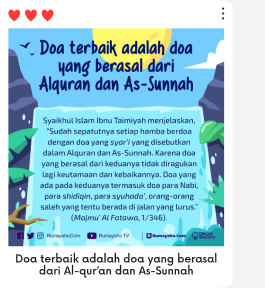 Doa terbaik adalah doa
yang berasal dari
Alquran dan As-Sunnah
Syaikhul Islam Ibnu Taimiyah menjelaskan,
"Sudah sepatutnya setiap hamba berdoa
dengan doa yang syar'i yang disebutkan
dalam Alquran dan As-Sunnah. Karena doa
yang berasal dari keduanya tidak diragukan
lagi keutamaan dan kebaikannya. Doa yang
ada pada keduanya termasuk doa para Nabi,
para shidiqin, para syuhada', orang-orang
saleh yang tentu berada di jalan yang lurus."
(Majmu' Al Fatawa, 1/346).
RumayshoCom Rumaysho TV Rumaysho.Com
Doa terbaik adalah doa yang berasal
dari Al-qur'an dan As-Sunnah